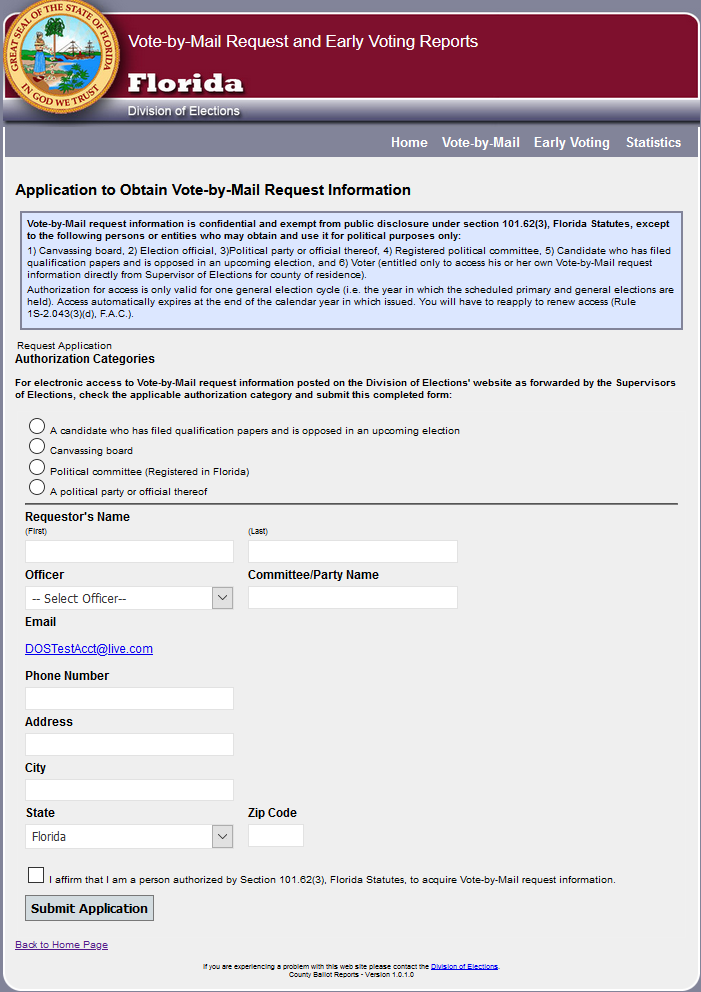 GREAT SEAL OF THE STATE OF FLORIDA
IN GOD WE TRUST
Vote-by-Mail Request and Early Voting Reports
Florida
Division of Elections
Home Vote-by-Mail Early Voting Statistics
Application to Obtain Vote-by-Mail Request Information
Vote-by-Mail request information is confidential and exempt from public disclosure under section 101.62(3), Florida Statutes, except
to the following persons or entities who may obtain and use it for political purposes only:
1) Canvassing board, 2) Election official, 3)Political party or official thereof, 4) Registered political committee, 5) Candidate who has filed
qualification papers and is opposed in an upcoming election, and 6) Voter (entitled only to access his or her own Vote-by-Mail request
information directly from Supervisor of Elections for county of residence).
Authorization for access is only valid for one general election cycle (i.e. the year in which the scheduled primary and general elections are
held). Access automatically expires at the end of the calendar year in which issued. You will have to reapply to renew access (Rule
1S-2.043(3)(d), F.A.C.).
Request Application
Authorization Categories
For electronic access to Vote-by-Mail request information posted on the Division of Elections' website as forwarded by the Supervisors
of Elections, check the applicable authorization category and submit this completed form:
A candidate who has filed qualification papers and is opposed in an upcoming election
Canvassing board
Political committee (Registered in Florida)
A political party or official thereof
Requestor's Name
(First) (Last)
Officer Committee/Party Name
-- Select Officer--
Email
DOSTestAcct@live.com
Phone Number
Address
City
State Zip Code
Florida
I affirm that I am a person authorized by Section 101.62(3), Florida Statutes, to acquire Vote-by-Mail request information.
Submit Application
Back to Home Page
If you are experiencing a problem with this web site please contact the Division of Elections.
County Ballot Reports - Version 1.0.1.0